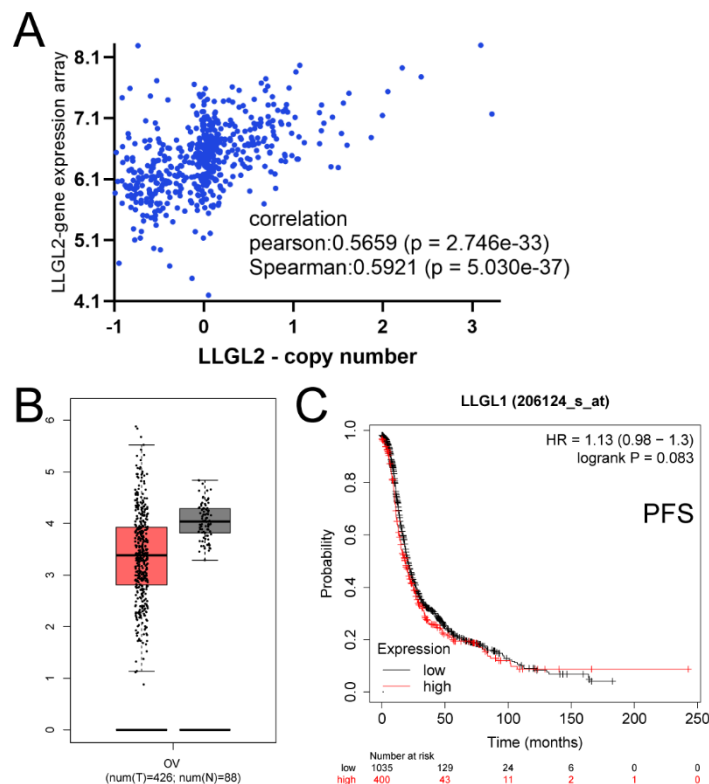 A
LLGL2-gene expression array
8.1
7.1
6.1
5.1
4.1
correlation
pearson:0.5659 (p = 2.746e-33)
Spearman:0.5921 (p = 5.030e-37)
-1 0 1 2 3
LLGL2 - copy number
B
6
5
4
3
2
1
0
OV
(num(T)=426; num(N)=88)
C
LLGL1 (206124_s_at)
HR = 1.13 (0.98 − 1.3)
logrank P = 0.083
PFS
Probability
1.0
0.8
0.6
0.4
0.2
0.0
Expression
low
high
0 50 100 150 200 250
Time (months)
Number at risk
low 1035 129 24 6 0 0
high 400 43 11 2 1 0